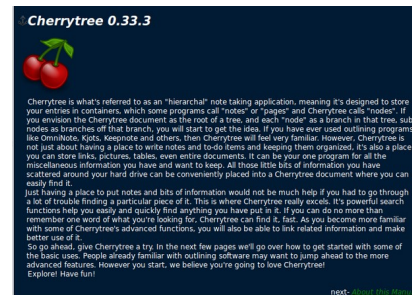 Cherrytree 0.33.3
Cherrytree is what's referred to as an "hierarchal" note taking application, meaning it's designed to store
your entries in containers, which some programs call "notes" or "pages" and Cherrytree calls "nodes". If
you envision the Cherrytree document as the root of a tree, and each "node" as a branch in that tree, sub
nodes as branches off that branch, you will start to get the idea. If you have ever used outlining programs
like OmniNote, Kjots, Keepnote and others, then Cherrytree will feel very familiar. However, Cherrytree is
not just about having a place to write notes and to-do items and keeping them organized, it's also a place
you can store links, pictures, tables, even entire documents. It can be your one program for all the
miscellaneous information you have and want to keep. All those little bits of information you have
scattered around your hard drive can be conveniently placed into a Cherrytree document where you can
easily find it.
Just having a place to put notes and bits of information would not be much help if you had to go through
a lot of trouble finding a particular piece of it. This is where Cherrytree really excels. It's powerful search
functions help you easily and quickly find anything you have put in it. If you can do no more than
remember one word of what you're looking for, Cherrytree can find it, fast. As you become more familiar
with some of Cherrytree's advanced functions, you will also be able to link related information and make
better use of it.
So go ahead, give Cherrytree a try. In the next few pages we'll go over how to get started with some of
the basic uses. People already familiar with outlining software may want to jump ahead to the more
advanced features. However you start, we believe you're going to love Cherrytree!
Explore! Have fun!
next- About this Manu